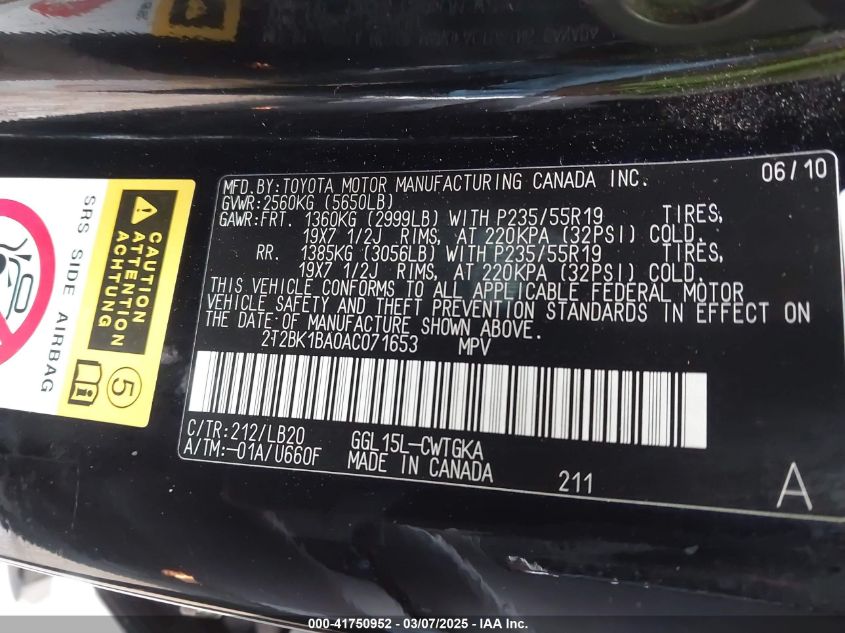 MFD.BY:TOYOTA MOTOR MANUFACTURING CANADA INC. 06/10
GVWR:2560KG (5650LB)
GAWR:FRT. 1360KG (2999LB) WITH P235/55R19 TIRES,
19X7 1/2J RIMS, AT 220KPA (32PSI) COLD.
RR. 1385KG (3056LB) WITH P235/55R19 TIRES,
19X7 1/2J RIMS, AT 220KPA (32PSI) COLD.
THIS VEHICLE CONFORMS TO ALL APPLICABLE FEDERAL MOTOR
VEHICLE SAFETY AND THEFT PREVENTION STANDARDS IN EFFECT ON
THE DATE OF MANUFACTURE SHOWN ABOVE.
2T2BK1BA0AC071653 MPV
C/TR:212/LB20 GGL15L-CWTGKA
A/TM:-01A/U660F MADE IN CANADA
211 A
SRS SIDE AIRBAG
CAUTION
ATTENTION
ACHTUNG
i
5
000-41750952 — 03/07/2025 — IAA Inc.